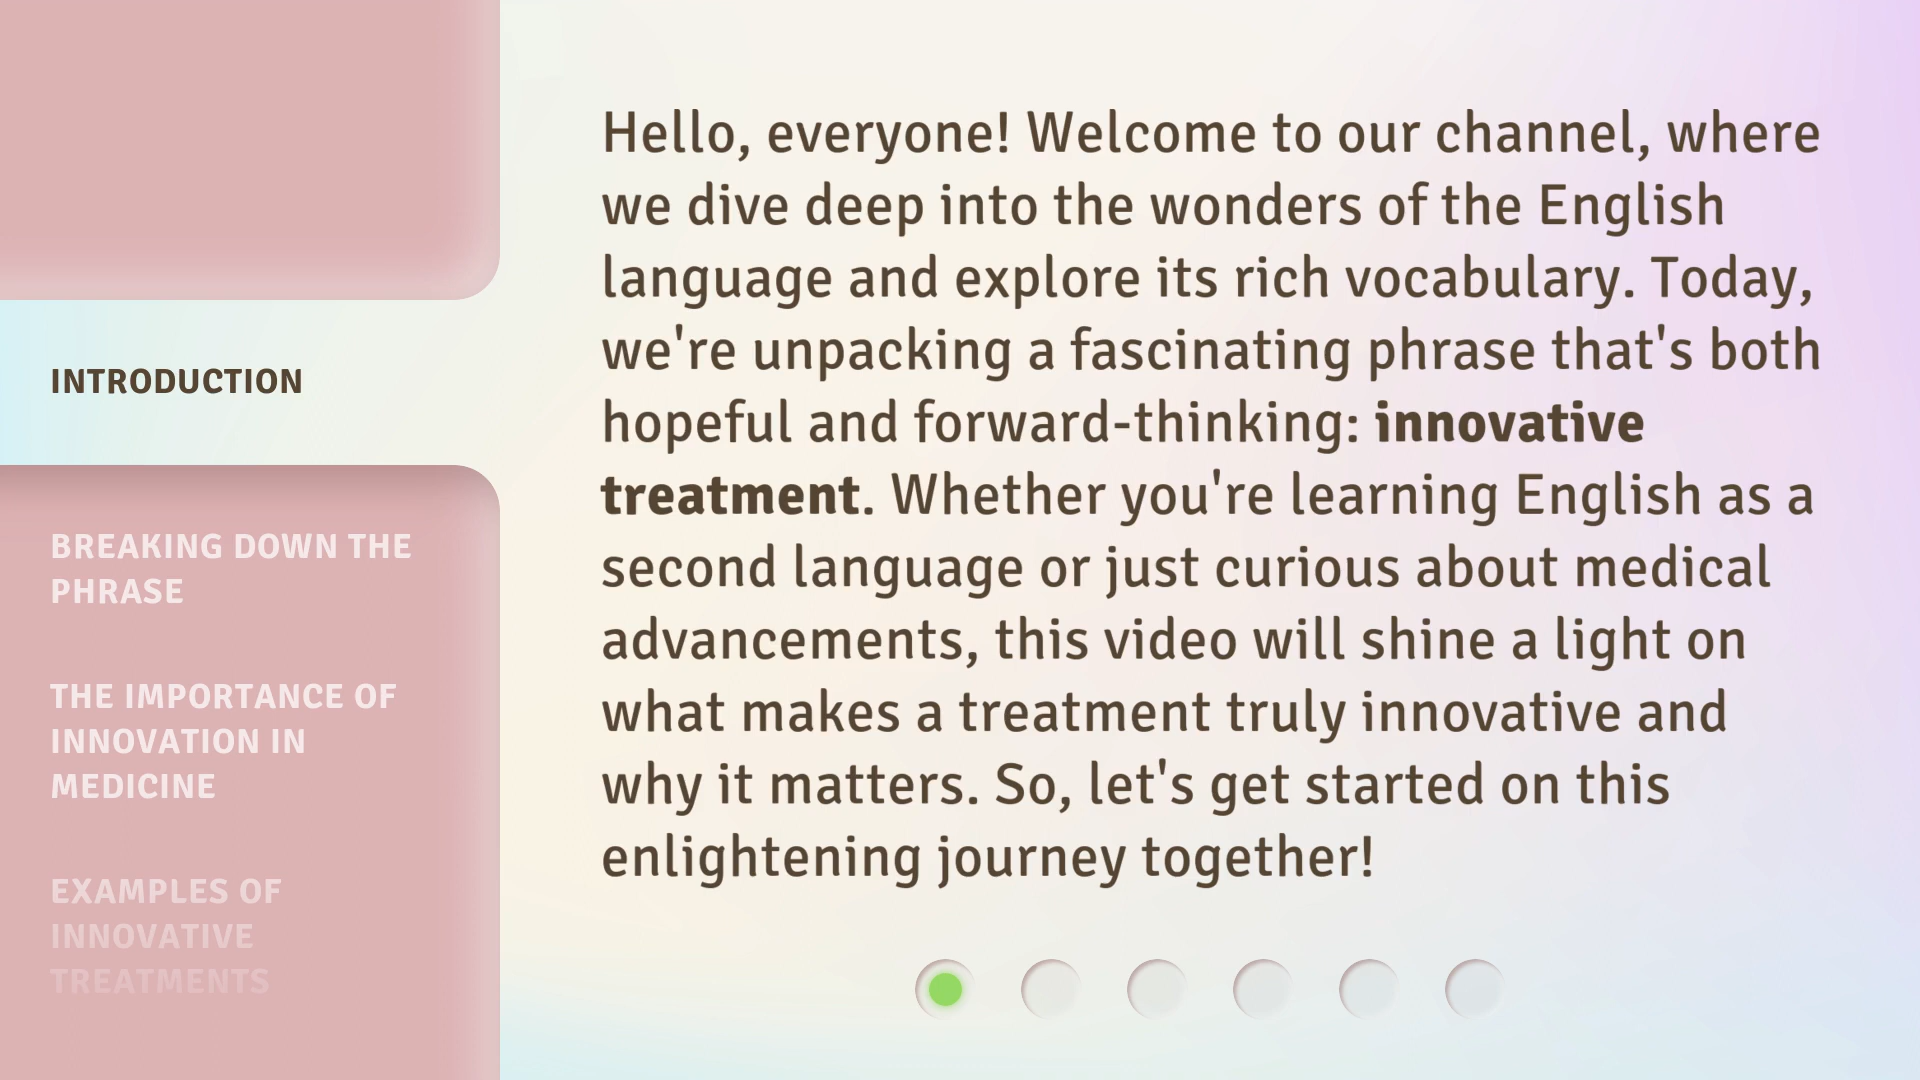 INTRODUCTION
BREAKING DOWN THE
PHRASE
THE IMPORTANCE OF
INNOVATION IN
MEDICINE
EXAMPLES OF
INNOVATIVE
TREATMENTS
Hello, everyone! Welcome to our channel, where
we dive deep into the wonders of the English
language and explore its rich vocabulary. Today,
we're unpacking a fascinating phrase that's both
hopeful and forward-thinking: innovative
treatment. Whether you're learning English as a
second language or just curious about medical
advancements, this video will shine a light on
what makes a treatment truly innovative and
why it matters. So, let's get started on this
enlightening journey together!